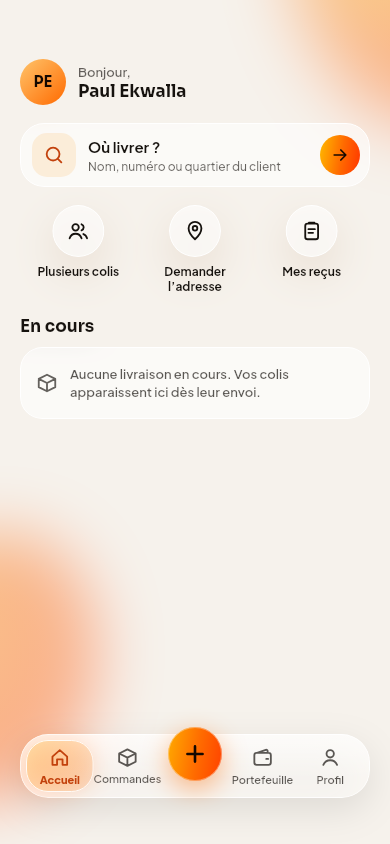 PE
Bonjour,
Paul Ekwalla
Où livrer ?
Nom, numéro ou quartier du client
Plusieurs colis
Demander
l'adresse
Mes reçus
En cours
Aucune livraison en cours. Vos colis
apparaissent ici dès leur envoi.
Accueil
Commandes
Portefeuille
Profil